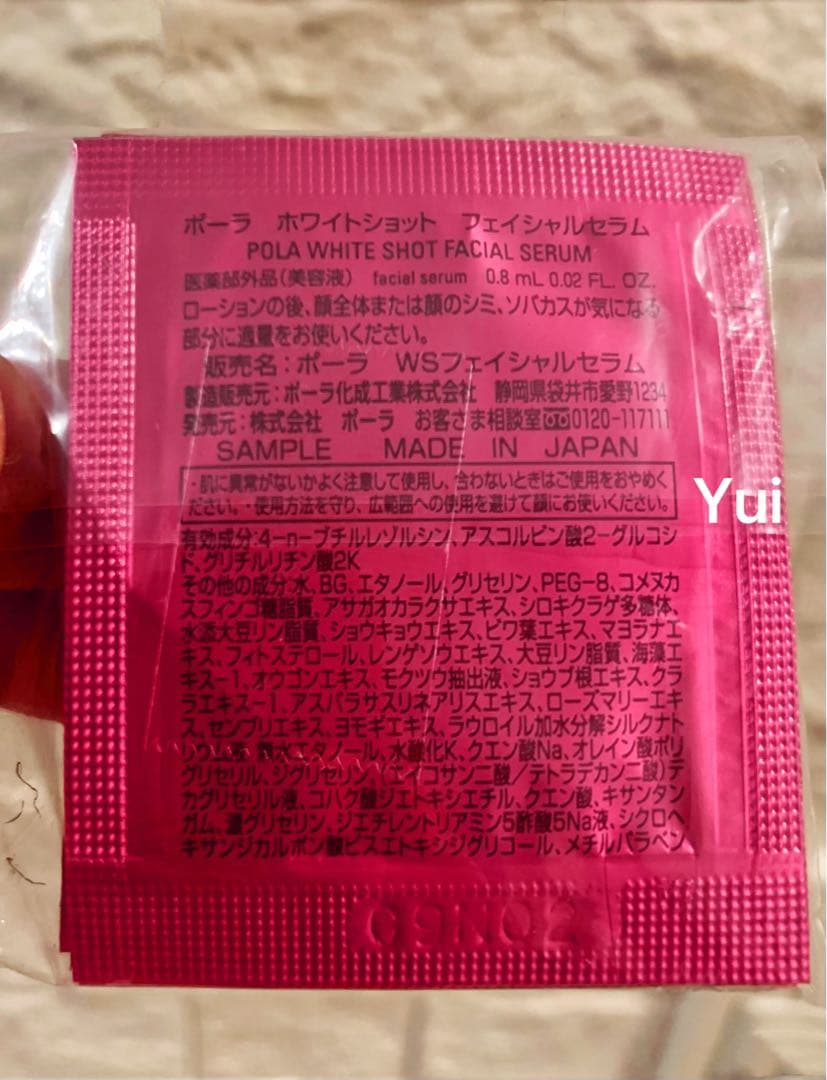 ポーラ ホワイトショット フェイシャルセラム
POLA WHITE SHOT FACIAL SERUM
医薬部外品(美容液) facial serum 0.8 mL 0.02 FL. OZ.
ローションの後、顔全体または顔のシミ、ソバカスが気になる
部分に適量をお使いください。
販売名:ポーラ WSフェイシャルセラム
製造販売元:ポーラ化成工業株式会社 静岡県袋井市愛野1234
発売元:株式会社 ポーラ お客さま相談室 0120-117111
SAMPLE MADE IN JAPAN
・肌に異常がないかよく注意して使用し、合わないときはご使用をおやめく
ださい。・使用方法を守り、広範囲への使用を避けて顔にお使いください。
Yui
有効成分:4-n-ブチルレゾルシン、アスコルビン酸2-グルコシ
ド、グリチルリチン酸2K
その他の成分:水、BG、エタノール、グリセリン、PEG-8、コメヌカ
スフィンゴ糖脂質、アサガオカラクサエキス、シロキクラゲ多糖体、
水添大豆リン脂質、ショウキョウエキス、ビワ葉エキス、マヨラナエ
キス、フィトステロール、レンゲソウエキス、大豆リン脂質、海藻エ
キス-1、オウゴンエキス、モクツウ抽出液、ショウブ根エキス、クラ
ラエキス-1、アスパラサスリネアリスエキス、ローズマリーエキ
ス、センブリエキス、ヨモギエキス、ラウロイル加水分解シルクナト
リウム液、無水エタノール、水酸化K、クエン酸Na、オレイン酸ポリ
グリセリル、ジグリセリン、(エイコサン二酸/テトラデカン二酸)デ
カグリセリル液、コハク酸ジエトキシエチル、クエン酸、キサンタン
ガム、濃グリセリン、ジエチレントリアミン5酢酸5Na液、シクロヘ
キサンジカルボン酸ビスエトキシジグリコール、メチルパラベン